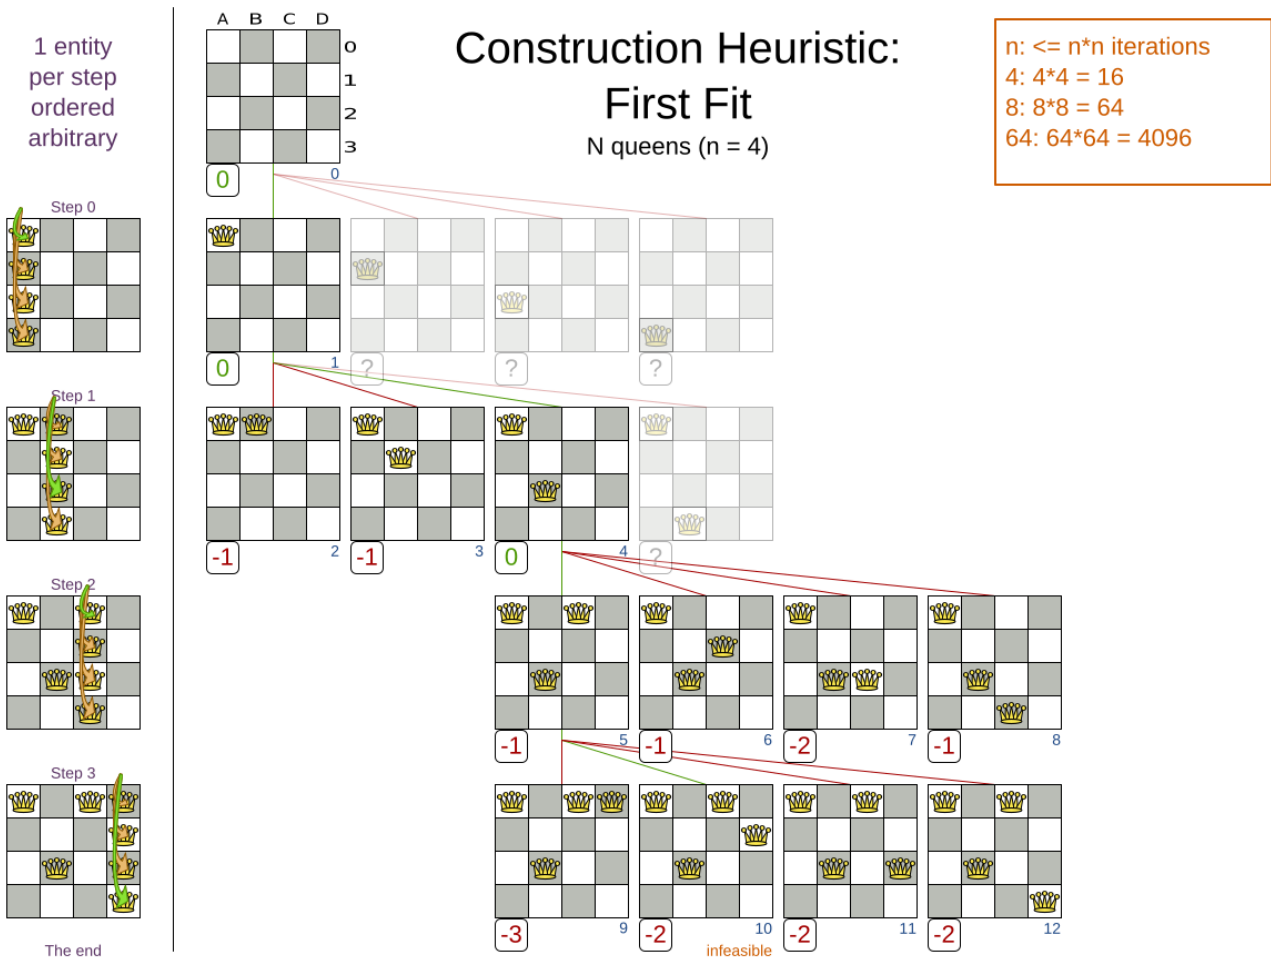 1 entity
per step
ordered
arbitrary
A B C D
0
1
2
3
0
0
Construction Heuristic:
First Fit
N queens (n = 4)
n: <= n*n iterations
4: 4*4 = 16
8: 8*8 = 64
64: 64*64 = 4096
Step 0
0
1
?
?
?
Step 1
-1
2
-1
3
0
4
?
Step 2
-1
5
-1
6
-2
7
-1
8
Step 3
-3
9
-2
10
infeasible
-2
11
-2
12
The end